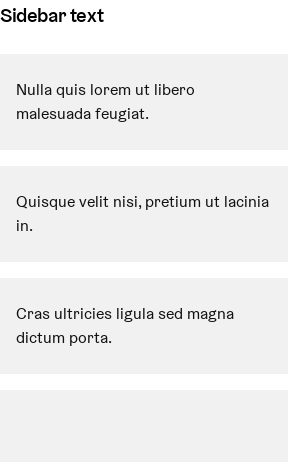 Sidebar text
Nulla quis lorem ut libero
malesuada feugiat.
Quisque velit nisi, pretium ut lacinia
in.
Cras ultricies ligula sed magna
dictum porta.